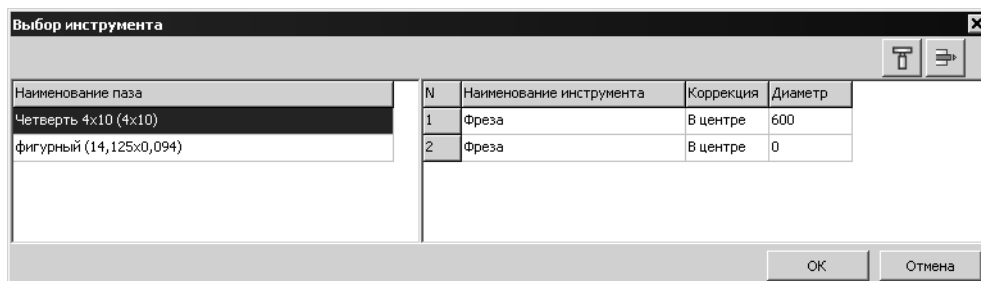 Выбор инструмента
Наименование паза
N Наименование инструмента Коррекция Диаметр
Четверть 4x10 (4x10)
1 Фреза В центре 600
фигурный (14,125x0,094)
2 Фреза В центре 0
ОК Отмена